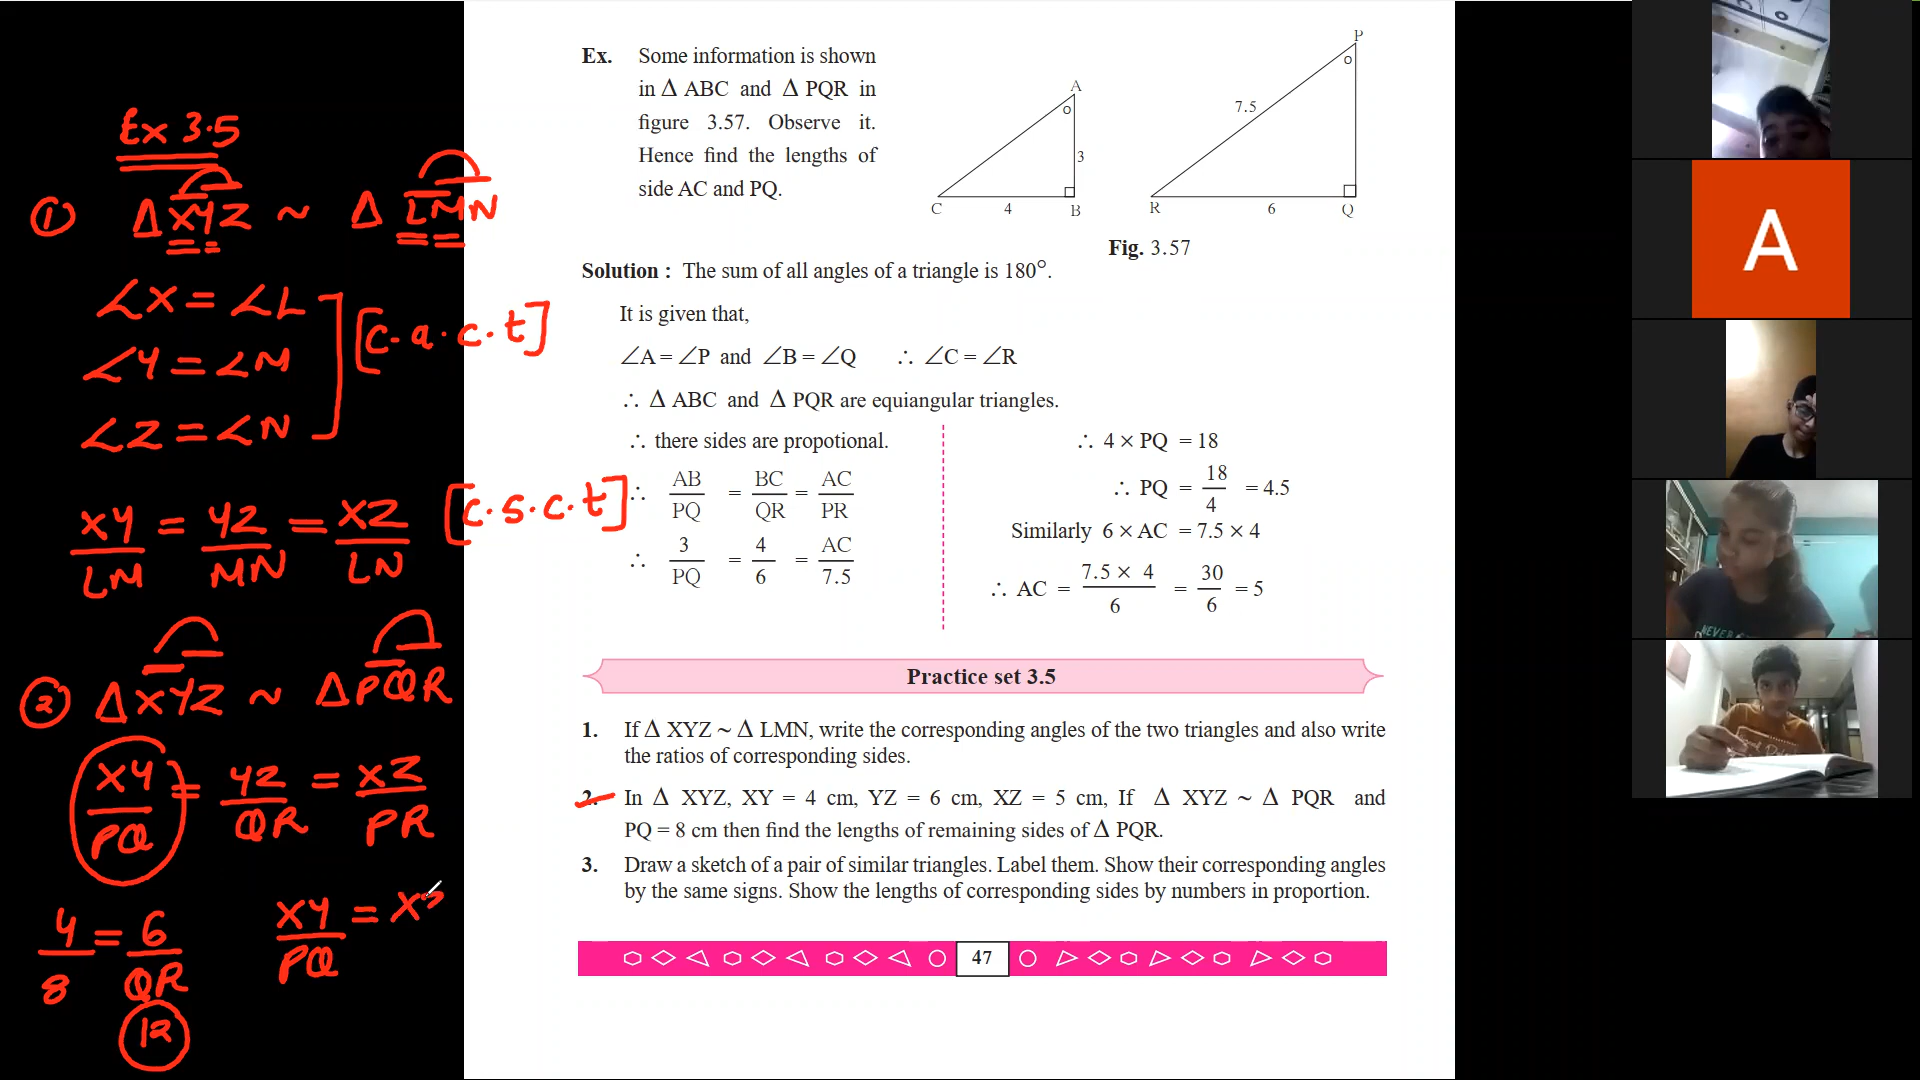 Ex 3.5
① ΔXYZ ~ ΔLMN
∠X = ∠L
∠Y = ∠M
∠Z = ∠N
[c.a.c.t]
XY/LM = YZ/MN = XZ/LN [c.s.c.t]
② ΔXYZ ~ ΔPQR
XY/PQ = YZ/QR = XZ/PR
4/8 = 6/QR
12
XY/PQ =
Ex. Some information is shown
in Δ ABC and Δ PQR in
figure 3.57. Observe it.
Hence find the lengths of
side AC and PQ.
A
3
C 4 B
P
7.5
R 6 Q
Fig. 3.57
Solution : The sum of all angles of a triangle is 180°.
It is given that,
∠A = ∠P and ∠B = ∠Q ∴ ∠C = ∠R
∴ Δ ABC and Δ PQR are equiangular triangles.
∴ there sides are propotional.
∴ AB/PQ = BC/QR = AC/PR
∴ 3/PQ = 4/6 = AC/7.5
∴ 4 × PQ = 18
∴ PQ = 18/4 = 4.5
Similarly 6 × AC = 7.5 × 4
∴ AC = 7.5 × 4/6 = 30/6 = 5
Practice set 3.5
1. If Δ XYZ ~ Δ LMN, write the corresponding angles of the two triangles and also write
the ratios of corresponding sides.
2. In Δ XYZ, XY = 4 cm, YZ = 6 cm, XZ = 5 cm, If Δ XYZ ~ Δ PQR and
PQ = 8 cm then find the lengths of remaining sides of Δ PQR.
3. Draw a sketch of a pair of similar triangles. Label them. Show their corresponding angles
by the same signs. Show the lengths of corresponding sides by numbers in proportion.
47
A
NEVER